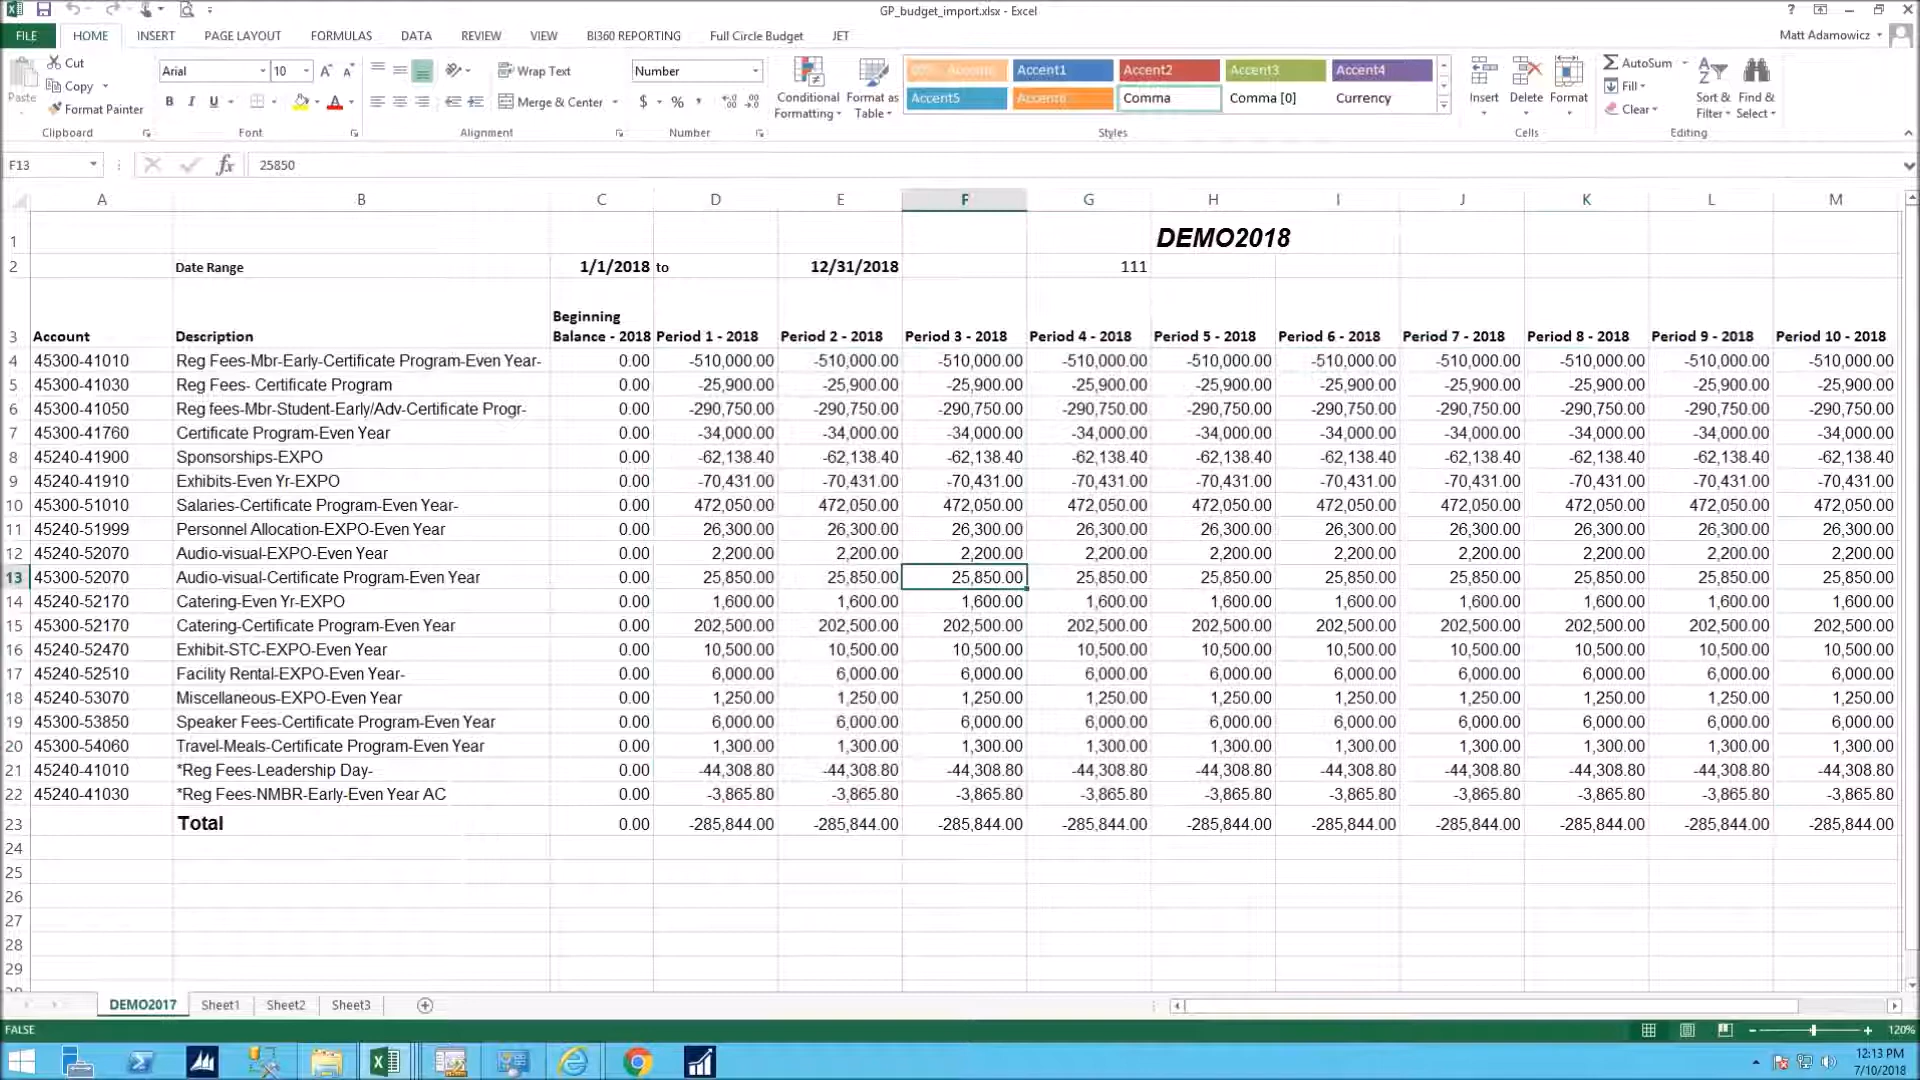 GP_budget_import.xlsx - Excel
FILE HOME INSERT PAGE LAYOUT FORMULAS DATA REVIEW VIEW BI360 REPORTING Full Circle Budget JET Matt Adamowicz
Cut
Copy
Format Painter
Paste
Clipboard
Arial 10
B I U
Font
Wrap Text
Merge & Center
Alignment
Number
$ % ,
Number
Conditional Formatting
Format as Table
Accent1 Accent2 Accent3 Accent4
Accent5 Accent6 Comma Comma [0] Currency
Styles
Insert Delete Format
Cells
AutoSum
Fill
Clear
Sort & Filter
Find & Select
Editing
F13 fx 25850
A B C D E F G H I J K L M
1 DEMO2018
2 Date Range 1/1/2018 to 12/31/2018 111
3 Account Description Beginning Balance - 2018 Period 1 - 2018 Period 2 - 2018 Period 3 - 2018 Period 4 - 2018 Period 5 - 2018 Period 6 - 2018 Period 7 - 2018 Period 8 - 2018 Period 9 - 2018 Period 10 - 2018
4 45300-41010 Reg Fees-Mbr-Early-Certificate Program-Even Year- 0.00 -510,000.00 -510,000.00 -510,000.00 -510,000.00 -510,000.00 -510,000.00 -510,000.00 -510,000.00 -510,000.00 -510,000.00
5 45300-41030 Reg Fees- Certificate Program 0.00 -25,900.00 -25,900.00 -25,900.00 -25,900.00 -25,900.00 -25,900.00 -25,900.00 -25,900.00 -25,900.00 -25,900.00
6 45300-41050 Reg fees-Mbr-Student-Early/Adv-Certificate Progr- 0.00 -290,750.00 -290,750.00 -290,750.00 -290,750.00 -290,750.00 -290,750.00 -290,750.00 -290,750.00 -290,750.00 -290,750.00
7 45300-41760 Certificate Program-Even Year 0.00 -34,000.00 -34,000.00 -34,000.00 -34,000.00 -34,000.00 -34,000.00 -34,000.00 -34,000.00 -34,000.00 -34,000.00
8 45240-41900 Sponsorships-EXPO 0.00 -62,138.40 -62,138.40 -62,138.40 -62,138.40 -62,138.40 -62,138.40 -62,138.40 -62,138.40 -62,138.40 -62,138.40
9 45240-41910 Exhibits-Even Yr-EXPO 0.00 -70,431.00 -70,431.00 -70,431.00 -70,431.00 -70,431.00 -70,431.00 -70,431.00 -70,431.00 -70,431.00 -70,431.00
10 45300-51010 Salaries-Certificate Program-Even Year- 0.00 472,050.00 472,050.00 472,050.00 472,050.00 472,050.00 472,050.00 472,050.00 472,050.00 472,050.00 472,050.00
11 45240-51999 Personnel Allocation-EXPO-Even Year 0.00 26,300.00 26,300.00 26,300.00 26,300.00 26,300.00 26,300.00 26,300.00 26,300.00 26,300.00 26,300.00
12 45240-52070 Audio-visual-EXPO-Even Year 0.00 2,200.00 2,200.00 2,200.00 2,200.00 2,200.00 2,200.00 2,200.00 2,200.00 2,200.00 2,200.00
13 45300-52070 Audio-visual-Certificate Program-Even Year 0.00 25,850.00 25,850.00 25,850.00 25,850.00 25,850.00 25,850.00 25,850.00 25,850.00 25,850.00 25,850.00
14 45240-52170 Catering-Even Yr-EXPO 0.00 1,600.00 1,600.00 1,600.00 1,600.00 1,600.00 1,600.00 1,600.00 1,600.00 1,600.00 1,600.00
15 45300-52170 Catering-Certificate Program-Even Year 0.00 202,500.00 202,500.00 202,500.00 202,500.00 202,500.00 202,500.00 202,500.00 202,500.00 202,500.00 202,500.00
16 45240-52470 Exhibit-STC-EXPO-Even Year 0.00 10,500.00 10,500.00 10,500.00 10,500.00 10,500.00 10,500.00 10,500.00 10,500.00 10,500.00 10,500.00
17 45240-52510 Facility Rental-EXPO-Even Year- 0.00 6,000.00 6,000.00 6,000.00 6,000.00 6,000.00 6,000.00 6,000.00 6,000.00 6,000.00 6,000.00
18 45240-53070 Miscellaneous-EXPO-Even Year 0.00 1,250.00 1,250.00 1,250.00 1,250.00 1,250.00 1,250.00 1,250.00 1,250.00 1,250.00 1,250.00
19 45300-53850 Speaker Fees-Certificate Program-Even Year 0.00 6,000.00 6,000.00 6,000.00 6,000.00 6,000.00 6,000.00 6,000.00 6,000.00 6,000.00 6,000.00
20 45300-54060 Travel-Meals-Certificate Program-Even Year 0.00 1,300.00 1,300.00 1,300.00 1,300.00 1,300.00 1,300.00 1,300.00 1,300.00 1,300.00 1,300.00
21 45240-41010 *Reg Fees-Leadership Day- 0.00 -44,308.80 -44,308.80 -44,308.80 -44,308.80 -44,308.80 -44,308.80 -44,308.80 -44,308.80 -44,308.80 -44,308.80
22 45240-41030 *Reg Fees-NMBR-Early-Even Year AC 0.00 -3,865.80 -3,865.80 -3,865.80 -3,865.80 -3,865.80 -3,865.80 -3,865.80 -3,865.80 -3,865.80 -3,865.80
23 Total 0.00 -285,844.00 -285,844.00 -285,844.00 -285,844.00 -285,844.00 -285,844.00 -285,844.00 -285,844.00 -285,844.00 -285,844.00
24
25
26
27
28
29
DEMO2017 Sheet1 Sheet2 Sheet3
FALSE 120%
12:13 PM
7/10/2018